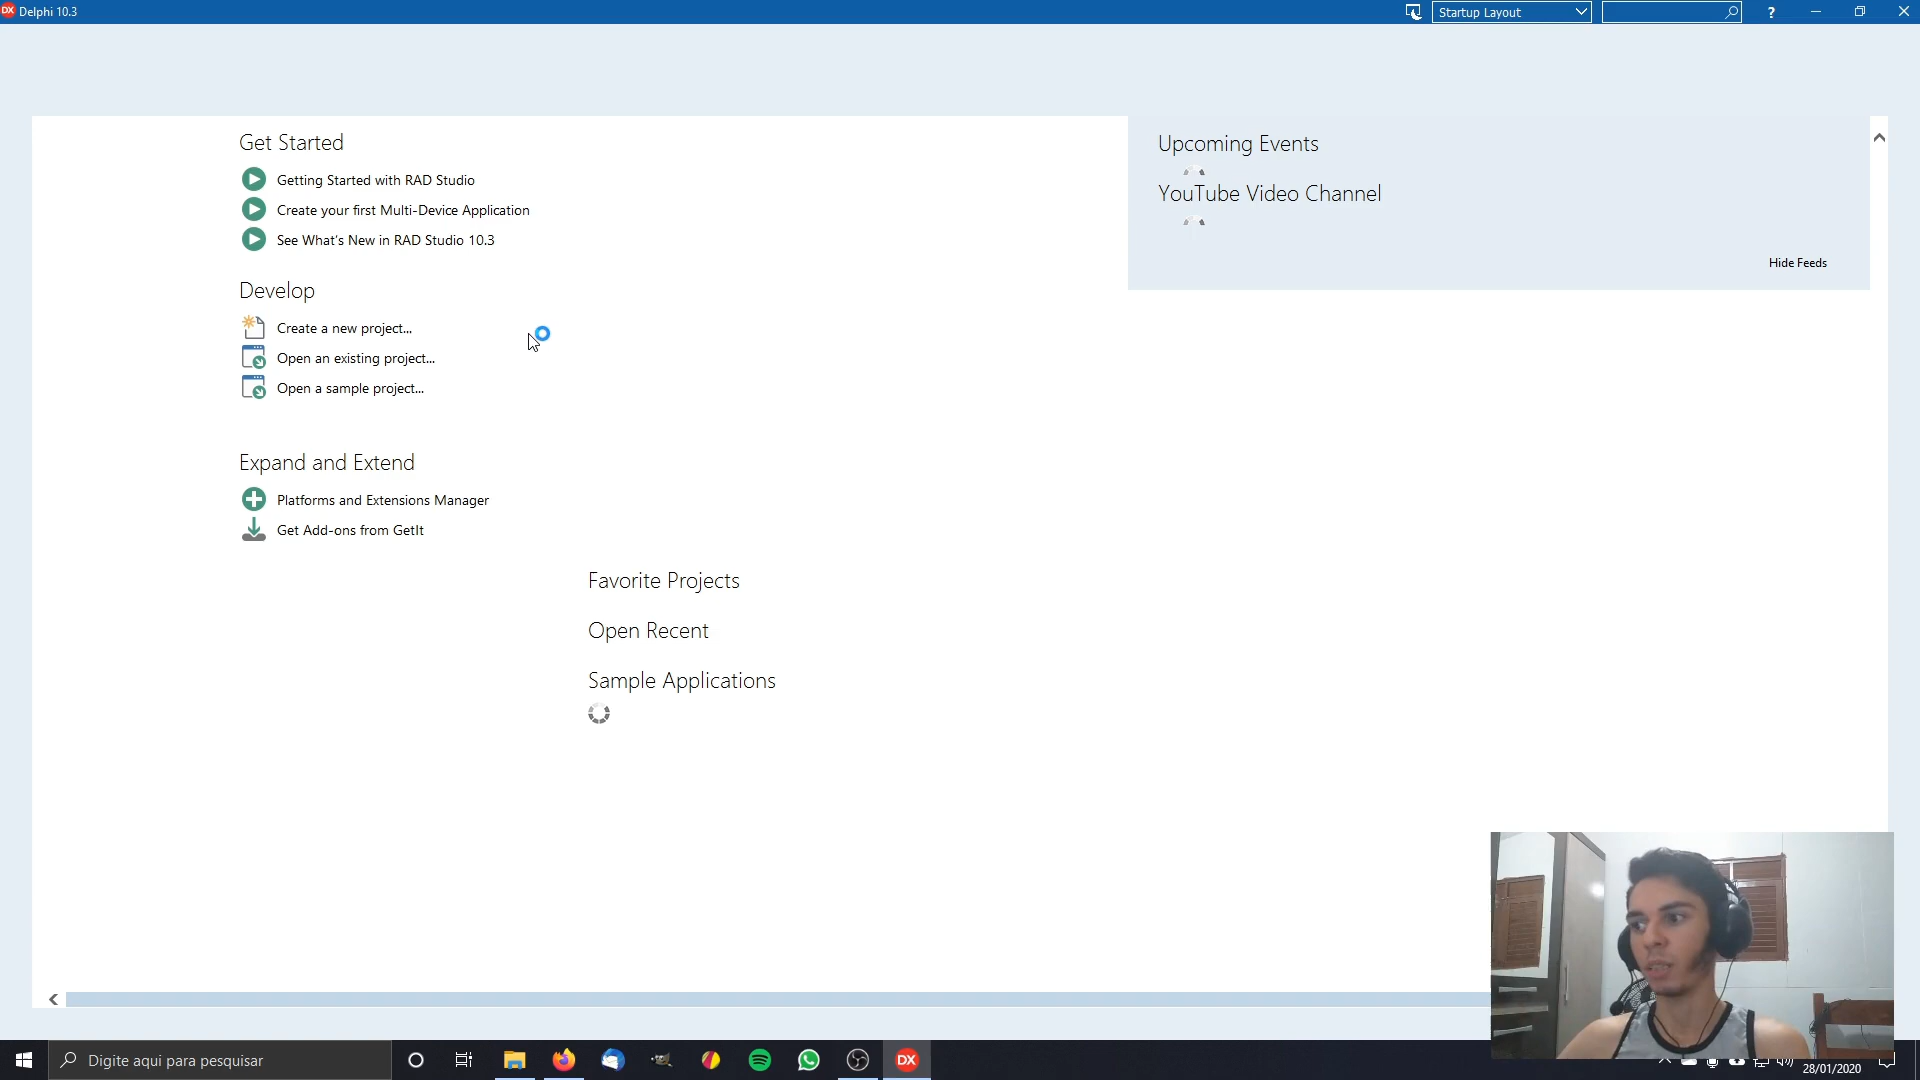 DX Delphi 10.3
Startup Layout
?
Get Started
Getting Started with RAD Studio
Create your first Multi-Device Application
See What's New in RAD Studio 10.3
Develop
Create a new project...
Open an existing project...
Open a sample project...
Expand and Extend
Platforms and Extensions Manager
Get Add-ons from GetIt
Favorite Projects
Open Recent
Sample Applications
Upcoming Events
YouTube Video Channel
Hide Feeds
Digite aqui para pesquisar
DX
28/01/2020